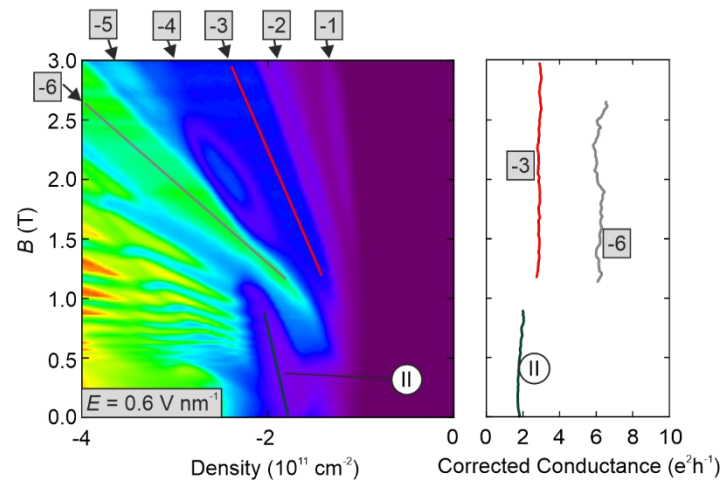 -5 -4 -3 -2 -1
-6
3.0
2.5
2.0
1.5
1.0
0.5
0.0
B (T)
II
E = 0.6 V nm⁻¹
-4 -2 0
Density (10¹¹ cm⁻²)
-3
-6
II
0 2 4 6 8 10
Corrected Conductance (e²h⁻¹)